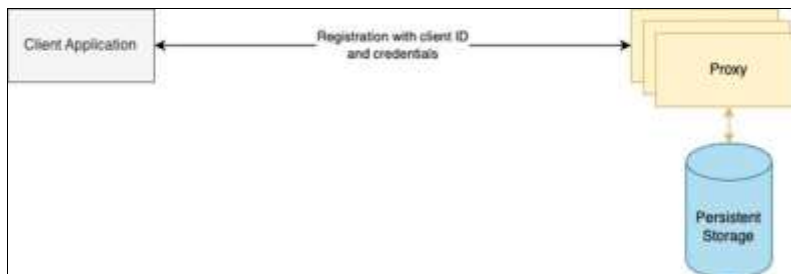 Client Application
Registration with client ID
and credentials
Proxy
Persistent
Storage